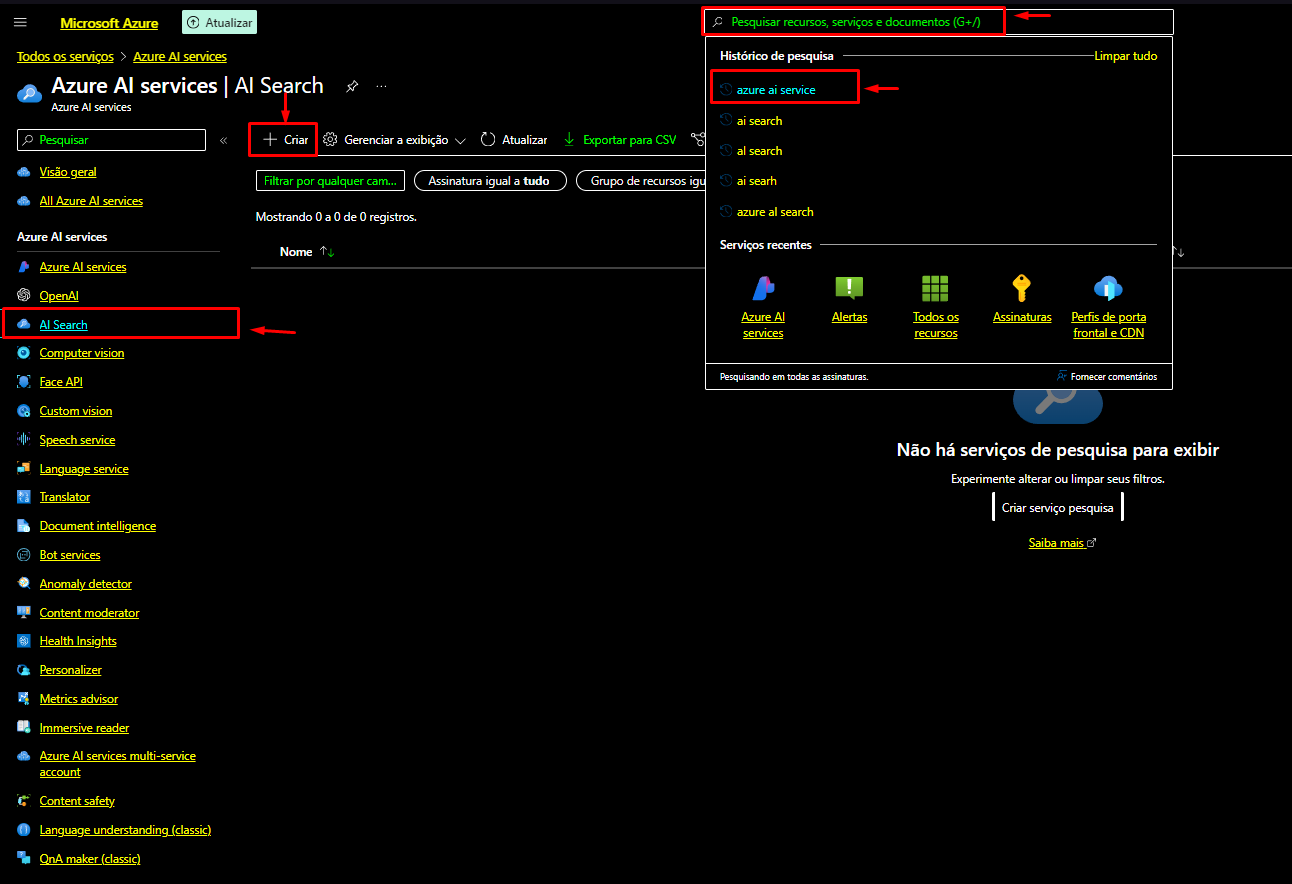 Microsoft Azure
Atualizar
Pesquisar recursos, serviços e documentos (G+/)
Todos os serviços > Azure AI services
Azure AI services | AI Search
...
Azure AI services
Pesquisar
«
Criar
Gerenciar a exibição
Atualizar
Exportar para CSV
Filtrar por qualquer cam...
Assinatura igual a tudo
Grupo de recursos igu
Mostrando 0 a 0 de 0 registros.
Nome
Visão geral
All Azure AI services
Azure AI services
Azure AI services
OpenAI
AI Search
Computer vision
Face API
Custom vision
Speech service
Language service
Translator
Document intelligence
Bot services
Anomaly detector
Content moderator
Health Insights
Personalizer
Metrics advisor
Immersive reader
Azure AI services multi-service
account
Content safety
Language understanding (classic)
QnA maker (classic)
Histórico de pesquisa
Limpar tudo
azure ai service
ai search
al search
ai searh
azure al search
Serviços recentes
Azure AI
services
Alertas
Todos os
recursos
Assinaturas
Perfis de porta
frontal e CDN
Pesquisando em todas as assinaturas.
Fornecer comentários
Não há serviços de pesquisa para exibir
Experimente alterar ou limpar seus filtros.
Criar serviço pesquisa
Saiba mais